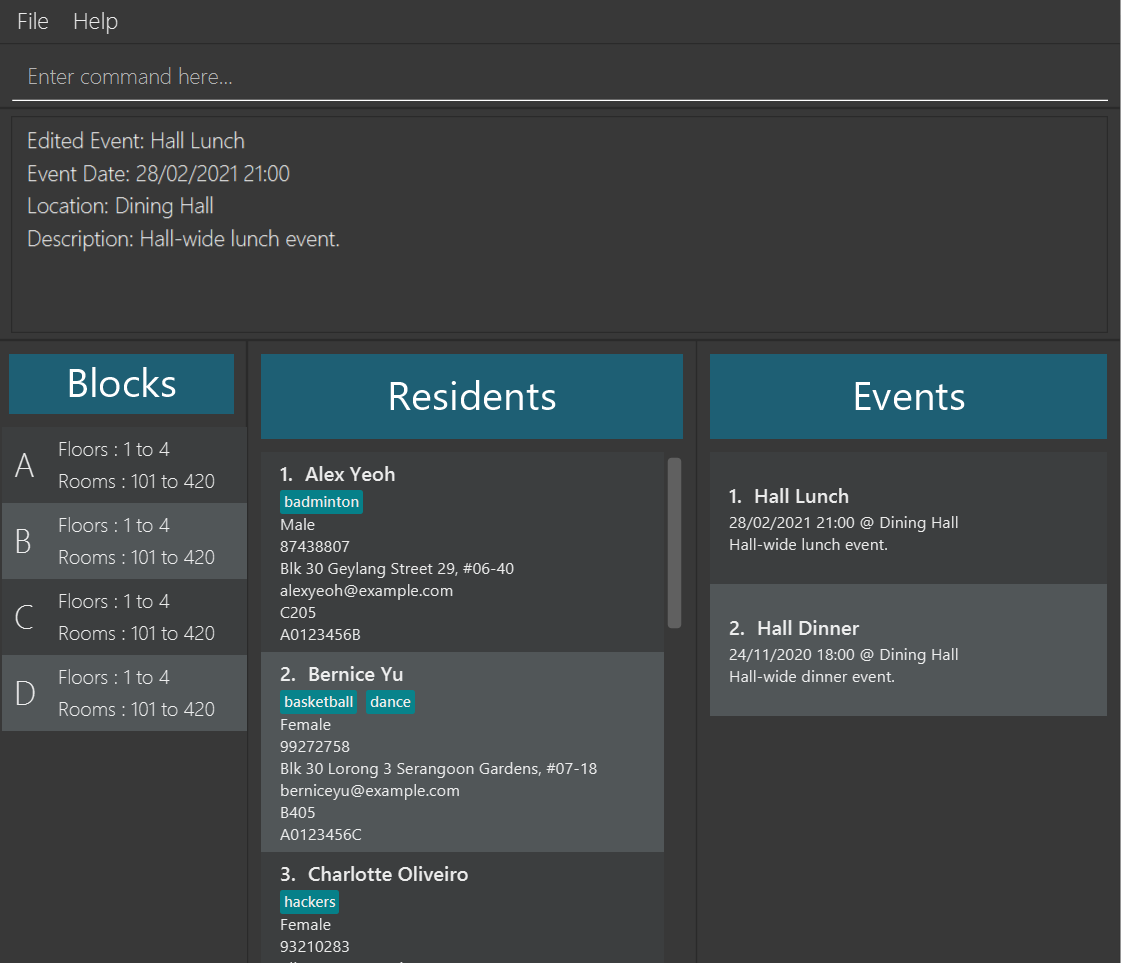 File Help
Enter command here...
Edited Event: Hall Lunch
Event Date: 28/02/2021 21:00
Location: Dining Hall
Description: Hall-wide lunch event.
Blocks
A
Floors : 1 to 4
Rooms : 101 to 420
B
Floors : 1 to 4
Rooms : 101 to 420
C
Floors : 1 to 4
Rooms : 101 to 420
D
Floors : 1 to 4
Rooms : 101 to 420
Residents
1. Alex Yeoh
badminton
Male
87438807
Blk 30 Geylang Street 29, #06-40
alexyeoh@example.com
C205
A0123456B
2. Bernice Yu
basketball dance
Female
99272758
Blk 30 Lorong 3 Serangoon Gardens, #07-18
berniceyu@example.com
B405
A0123456C
3. Charlotte Oliveiro
hackers
Female
93210283
Events
1. Hall Lunch
28/02/2021 21:00 @ Dining Hall
Hall-wide lunch event.
2. Hall Dinner
24/11/2020 18:00 @ Dining Hall
Hall-wide dinner event.